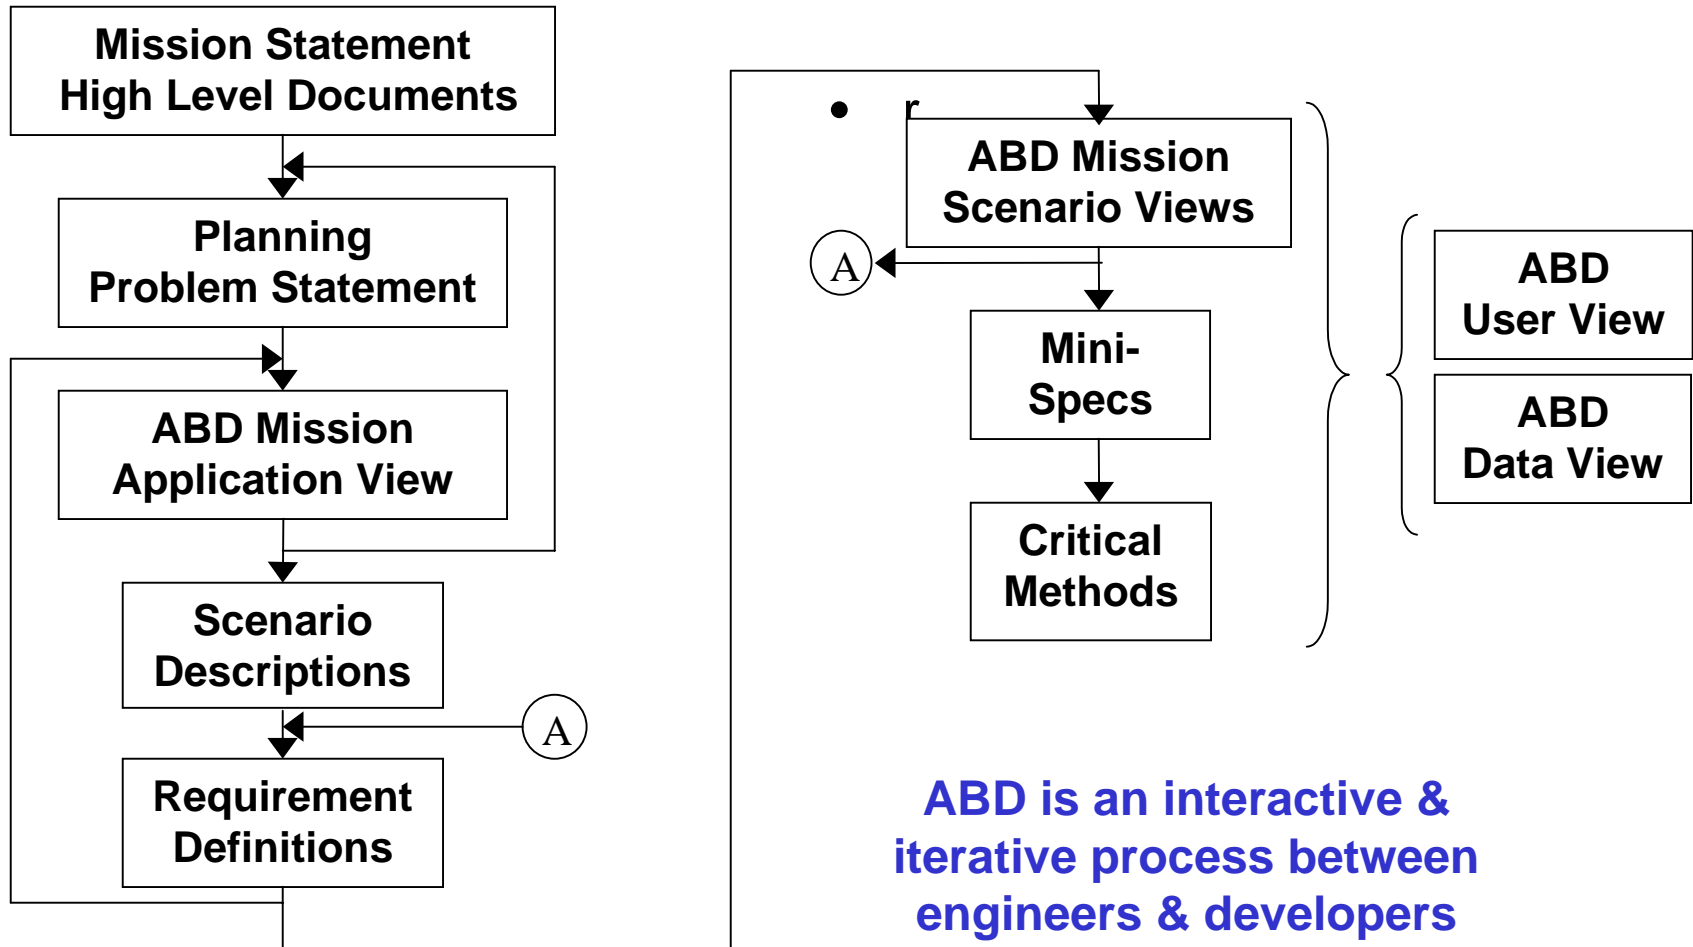 Mission Statement
High Level Documents
Planning
Problem Statement
ABD Mission
Application View
Scenario
Descriptions
A
Requirement
Definitions
• r
ABD Mission
Scenario Views
A
Mini-
Specs
Critical
Methods
ABD
User View
ABD
Data View
ABD is an interactive &
iterative process between
engineers & developers